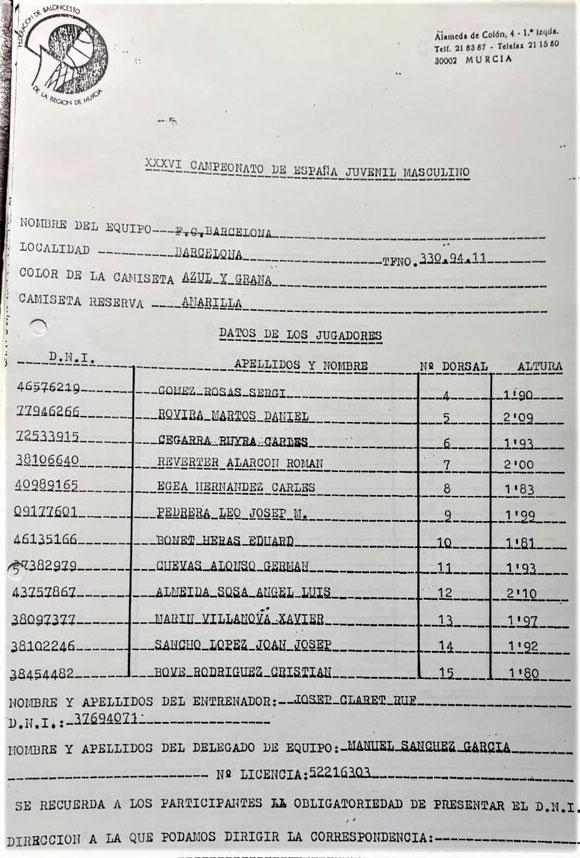 FEDERACION DE BALONCESTO
DE LA REGION DE MURCIA
Alameda de Colón, 4 - 1.ª Izqda.
Telf. 21 83 87 - Telefax 21 15 80
30002 MURCIA
XXXVI CAMPEONATO DE ESPAÑA JUVENIL MASCULINO
NOMBRE DEL EQUIPO F.C.BARCELONA
LOCALIDAD BARCELONA TFNO.330.94.11
COLOR DE LA CAMISETA AZUL Y GRANA
CAMISETA RESERVA AMARILLA
DATOS DE LOS JUGADORES
D.N.I. APELLIDOS Y NOMBRE Nº DORSAL ALTURA
46576219 GOMEZ ROSAS SERGI 4 1'90
77946266 ROVIRA MARTOS DANIEL 5 2'09
72533915 CEGARRA RUYRA CARLES 6 1'93
38106640 REVERTER ALARCON ROMAN 7 2'00
40989165 EGEA HERNANDEZ CARLES 8 1'83
09177601 PEDRERA LEO JOSEP M. 9 1'99
46135166 BONET HERAS EDUARD 10 1'81
37382979 CUEVAS ALONSO GERMAN 11 1'93
43757867 ALMEIDA SOSA ANGEL LUIS 12 2'10
38097377 MARIN VILLANOVA XAVIER 13 1'97
38102246 SANCHO LOPEZ JOAN JOSEP 14 1'92
38454482 BOVE RODRIGUEZ CRISTIAN 15 1'80
NOMBRE Y APELLIDOS DEL ENTRENADOR: JOSEP CLARET RUF
D.N.I.: 37694071
NOMBRE Y APELLIDOS DEL DELEGADO DE EQUIPO: MANUEL SANCHEZ GARCIA
Nº LICENCIA:52216303
SE RECUERDA A LOS PARTICIPANTES LA OBLIGATORIEDAD DE PRESENTAR EL D.N.I.
DIRECCION A LA QUE PODAMOS DIRIGIR LA CORRESPONDENCIA: